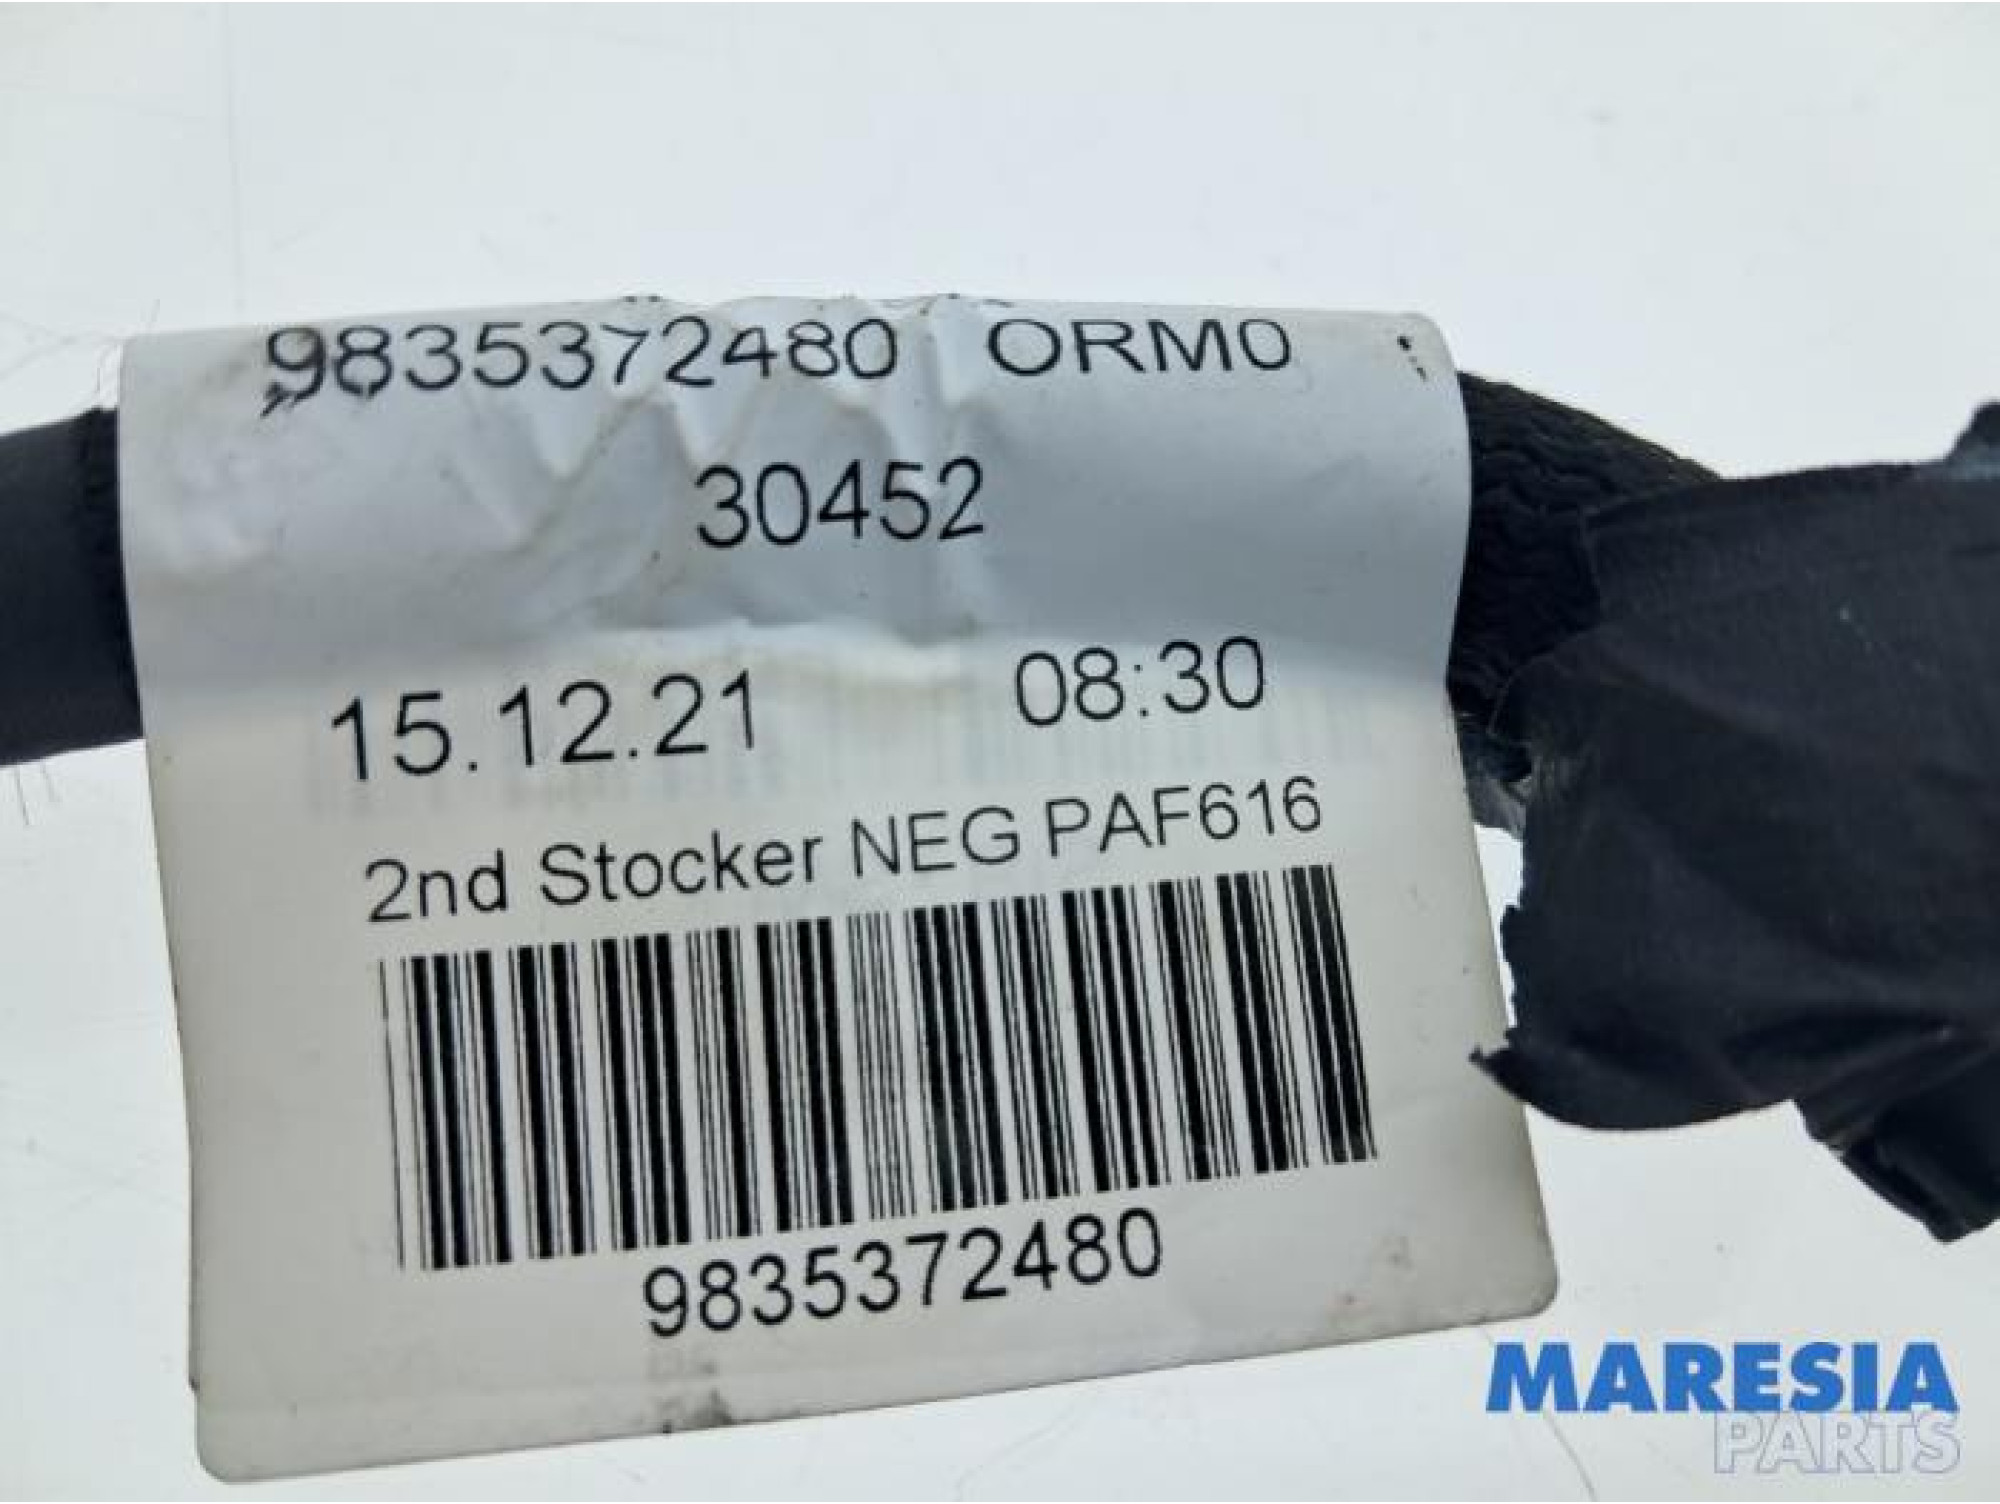 9835372480 ORM0
30452
15.12.21 08:30
2nd Stocker NEG PAF616
9835372480
MARESIA
PARTS